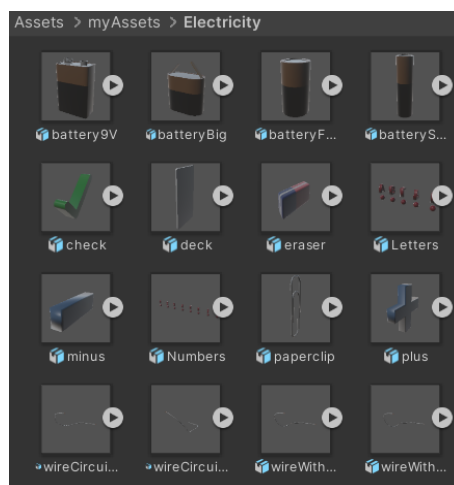 Assets > myAssets > Electricity
battery9V batteryBig batteryF... batteryS...
check deck eraser Letters
minus Numbers paperclip plus
wireCircui... wireCircui... wireWith... wireWith...